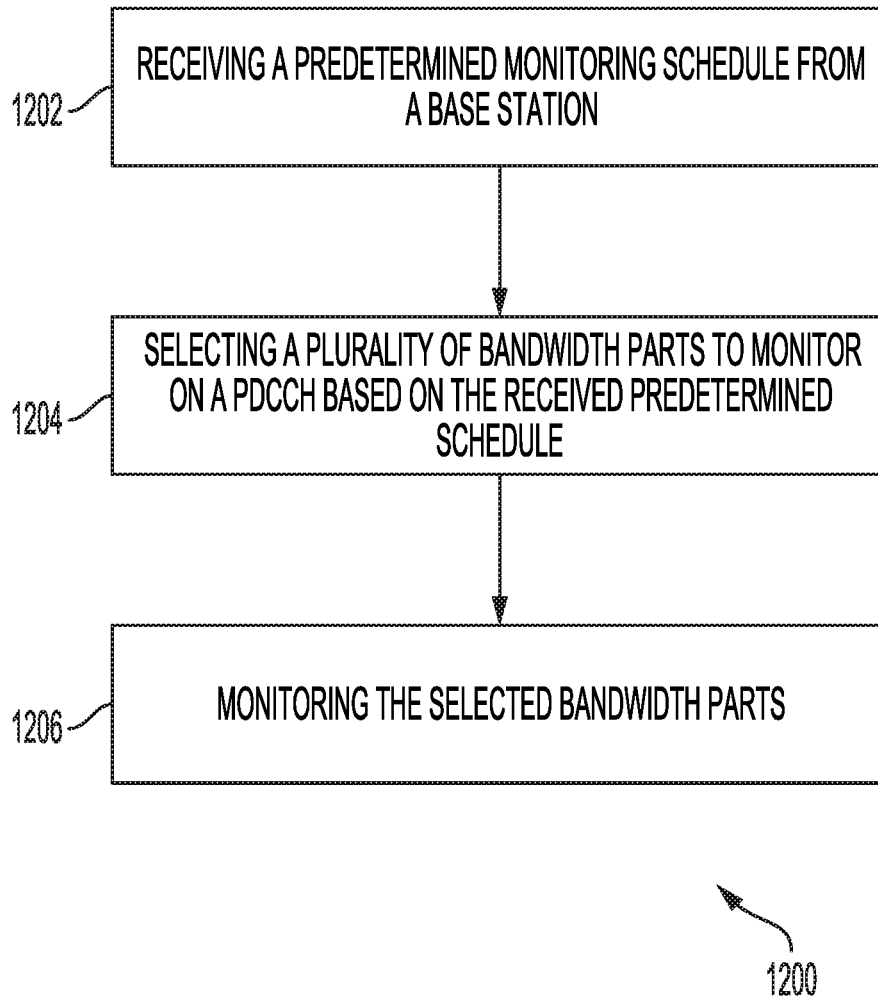 RECEIVING A PREDETERMINED MONITORING SCHEDULE FROM
A BASE STATION
1202
SELECTING A PLURALITY OF BANDWIDTH PARTS TO MONITOR
ON A PDCCH BASED ON THE RECEIVED PREDETERMINED
SCHEDULE
1204
MONITORING THE SELECTED BANDWIDTH PARTS
1206
1200